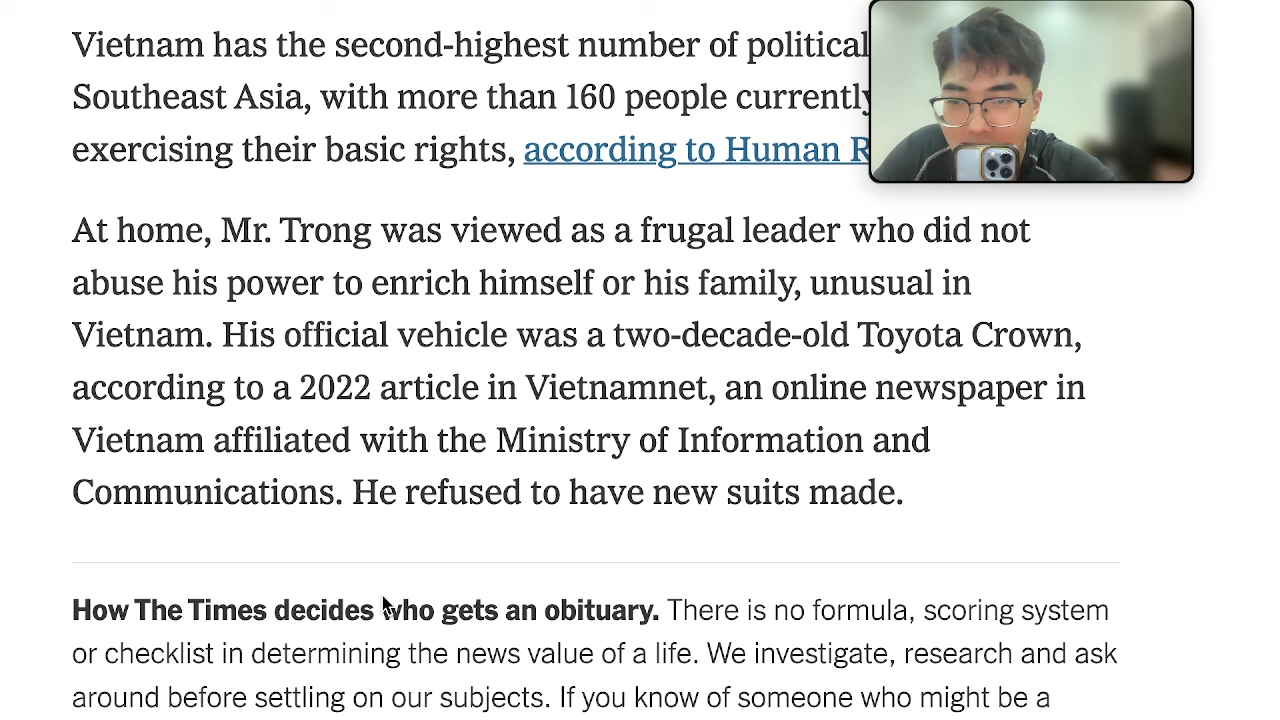 Vietnam has the second-highest number of political
Southeast Asia, with more than 160 people currently
exercising their basic rights, according to Human R
At home, Mr. Trong was viewed as a frugal leader who did not
abuse his power to enrich himself or his family, unusual in
Vietnam. His official vehicle was a two-decade-old Toyota Crown,
according to a 2022 article in Vietnamnet, an online newspaper in
Vietnam affiliated with the Ministry of Information and
Communications. He refused to have new suits made.
How The Times decides who gets an obituary. There is no formula, scoring system
or checklist in determining the news value of a life. We investigate, research and ask
around before settling on our subjects. If you know of someone who might be a